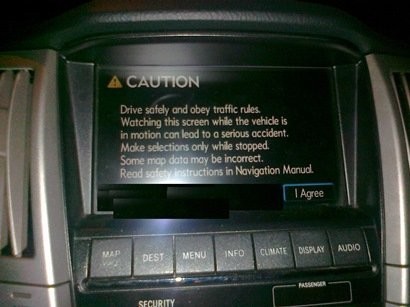 CAUTION
Drive safely and obey traffic rules.
Watching this screen while the vehicle is
in motion can lead to a serious accident.
Make selections only while stopped.
Some map data may be incorrect.
Read safety instructions in Navigation Manual.
I Agree
MAP DEST MENU INFO CLIMATE DISPLAY AUDIO
PASSENGER
SECURITY